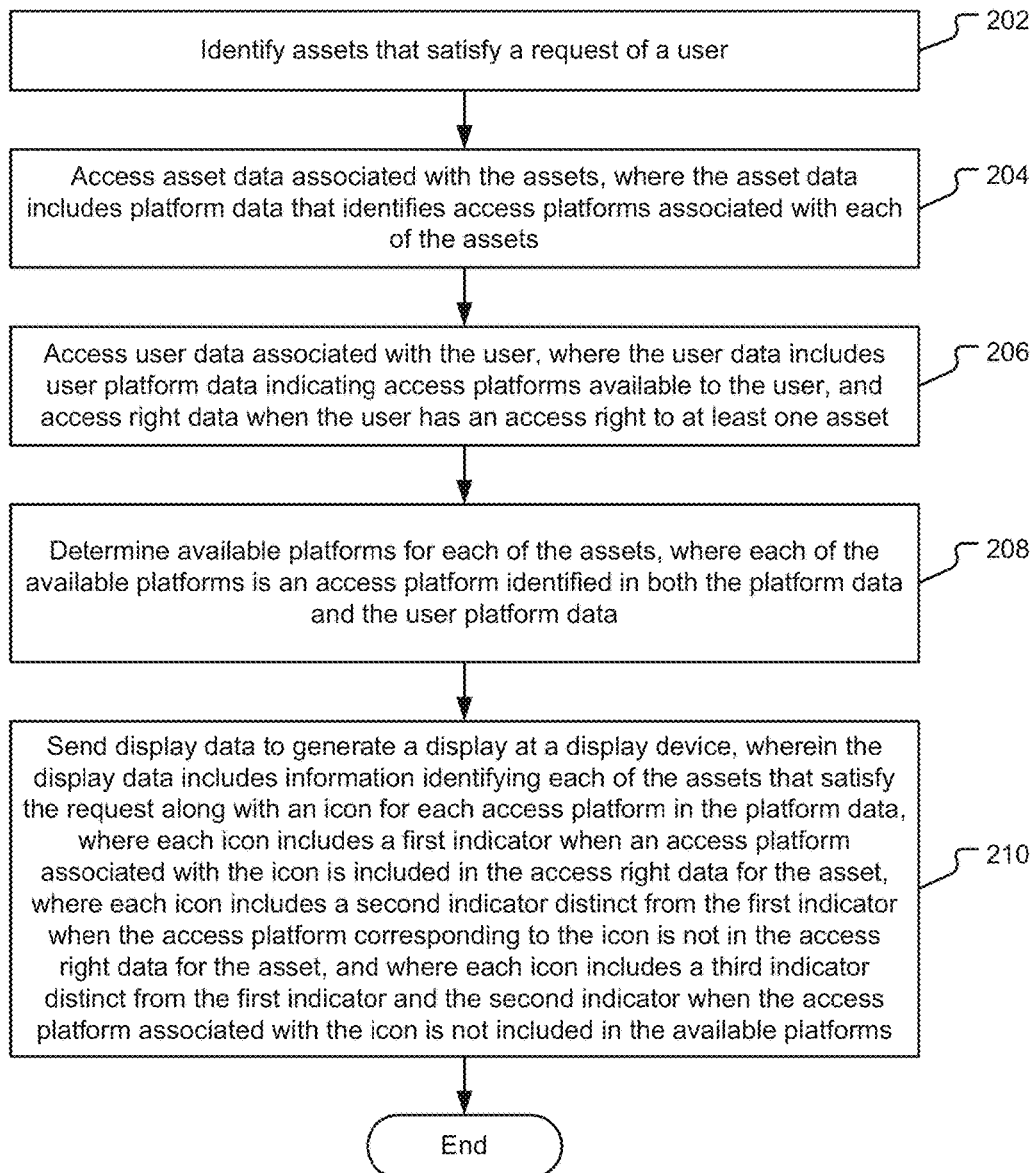 Identify assets that satisfy a request of a user
202
Access asset data associated with the assets, where the asset data
includes platform data that identifies access platforms associated with each
of the assets
204
Access user data associated with the user, where the user data includes
user platform data indicating access platforms available to the user, and
access right data when the user has an access right to at least one asset
206
Determine available platforms for each of the assets, where each of the
available platforms is an access platform identified in both the platform data
and the user platform data
208
Send display data to generate a display at a display device, wherein the
display data includes information identifying each of the assets that satisfy
the request along with an icon for each access platform in the platform data,
where each icon includes a first indicator when an access platform
associated with the icon is included in the access right data for the asset,
where each icon includes a second indicator distinct from the first indicator
when the access platform corresponding to the icon is not in the access
right data for the asset, and where each icon includes a third indicator
distinct from the first indicator and the second indicator when the access
platform associated with the icon is not included in the available platforms
210
End